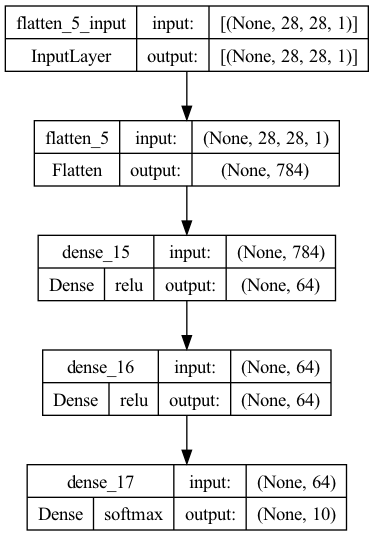 flatten_5_input input: [(None, 28, 28, 1)]
InputLayer output: [(None, 28, 28, 1)]
flatten_5 input: (None, 28, 28, 1)
Flatten output: (None, 784)
dense_15 input: (None, 784)
Dense relu output: (None, 64)
dense_16 input: (None, 64)
Dense relu output: (None, 64)
dense_17 input: (None, 64)
Dense softmax output: (None, 10)